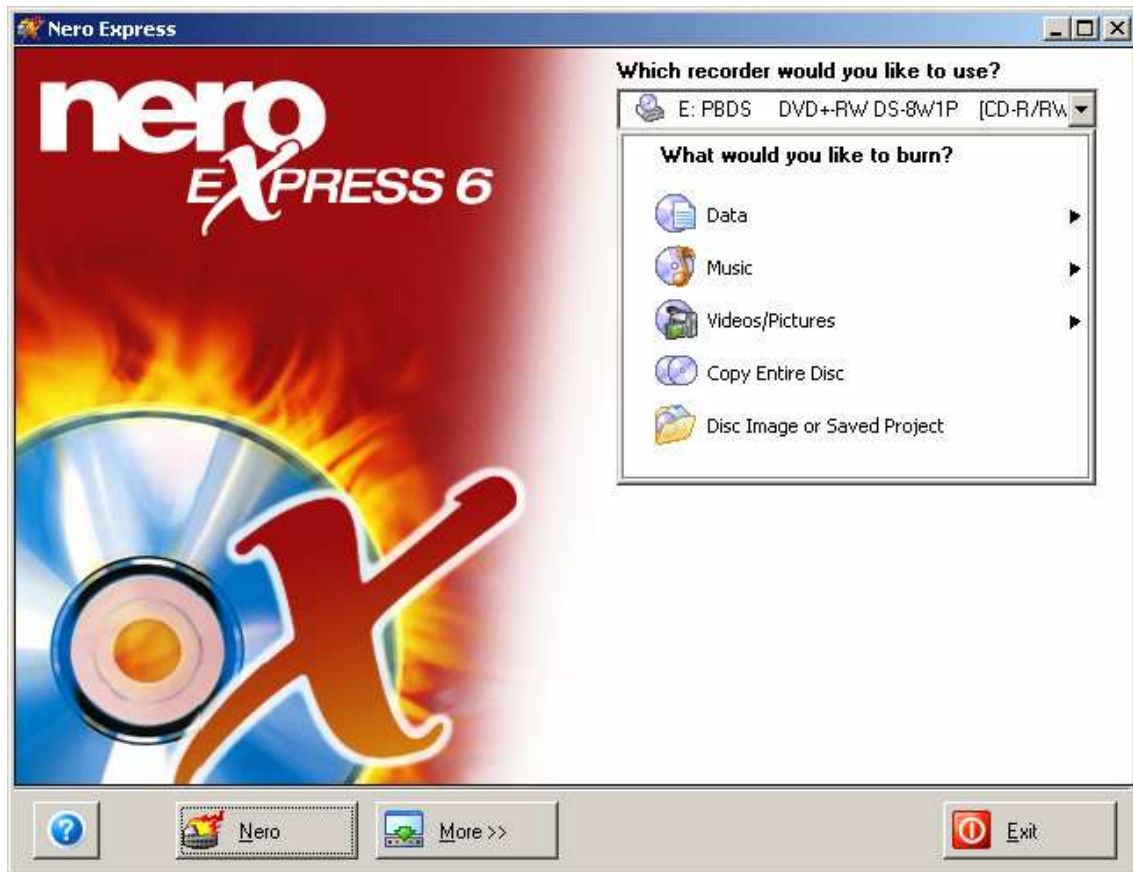 Nero Express
nero
EXPRESS 6
Which recorder would you like to use?
E: PBDS DVD+-RW DS-8W1P [CD-R/RW
What would you like to burn?
Data
Music
Videos/Pictures
Copy Entire Disc
Disc Image or Saved Project
?
Nero
More >>
Exit